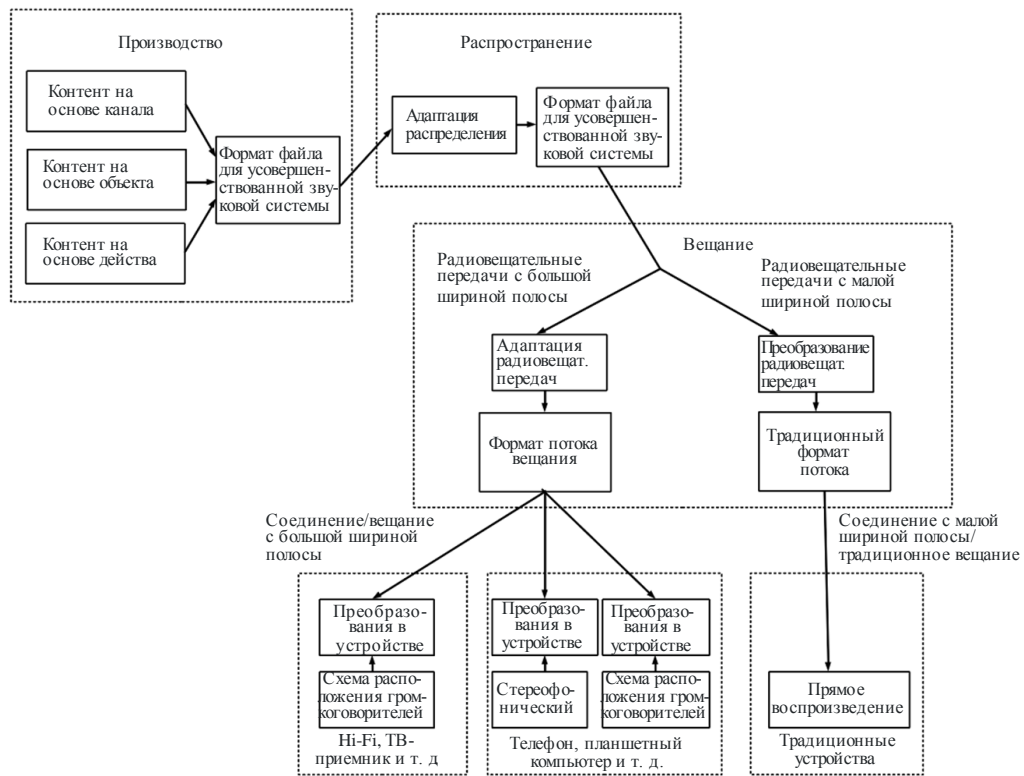 Производство
Контент на
основе канала
Контент на
основе объекта
Контент на
основе действа
Формат файла
для усовершен-
ствованной зву-
ковой системы
Распространение
Адаптация
распределения
Формат файла
для усовершен-
ствованной зву-
ковой системы
Вещание
Радиовещательные
передачи с большой
шириной полосы
Радиовещательные
передачи с малой
шириной полосы
Адаптация
радиовещат.
передач
Преобразование
радиовещат.
передач
Формат потока
вещания
Традиционный
формат
потока
Соединение/вещание
с большой шириной
полосы
Соединение с малой
шириной полосы/
традиционное вещание
Преобразо-
вания в
устройстве
Схема распо-
ложения гром-
коговорителей
Hi-Fi, ТВ-
приемник и т. д
Преобразо-
вания в
устройстве
Стереофо-
нический
Преобразо-
вания в
устройстве
Схема распо-
ложения гром-
коговорителей
Телефон, планшетный
компьютер и т. д.
Прямое
воспроизведение
Традиционные
устройства